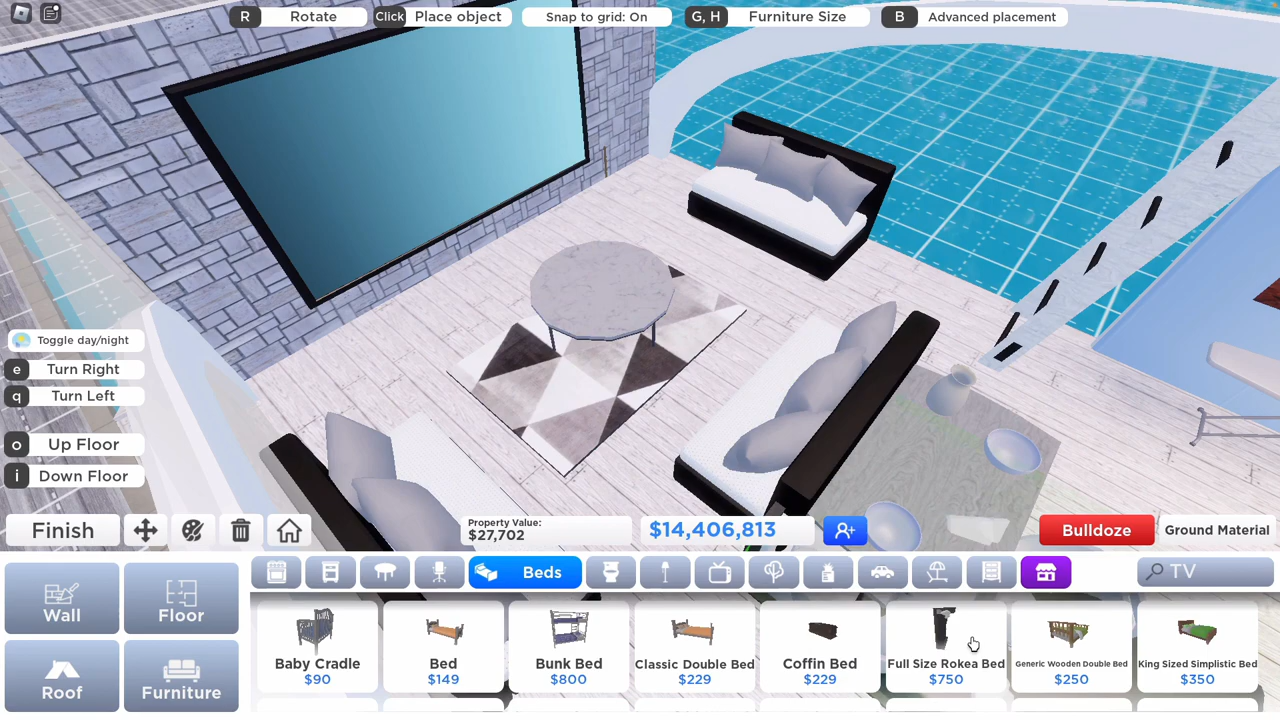 R Rotate Click Place object Snap to grid: On G, H Furniture Size B Advanced placement
Toggle day/night
e Turn Right
q Turn Left
o Up Floor
i Down Floor
Finish
Property Value:
$27,702
$14,406,813
Bulldoze
Ground Material
Wall
Floor
Roof
Furniture
Beds
TV
Baby Cradle
$90
Bed
$149
Bunk Bed
$800
Classic Double Bed
$229
Coffin Bed
$229
Full Size Rokea Bed
$750
Generic Wooden Double Bed
$250
King Sized Simplistic Bed
$350